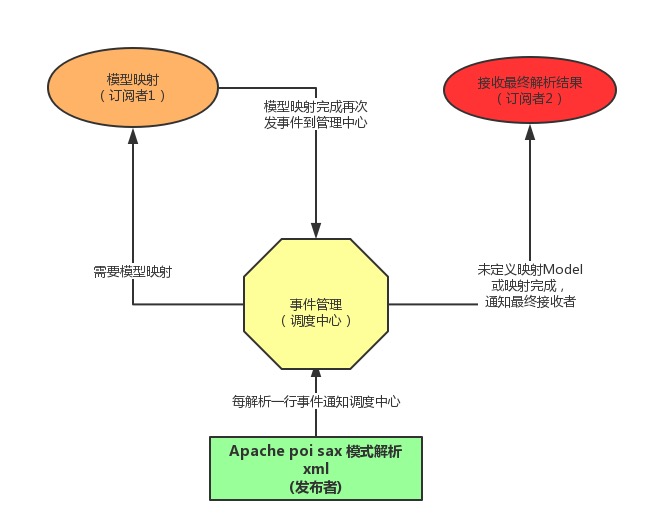 模型映射
（订阅者1）
接收最终解析结果
（订阅者2）
模型映射完成再次
发事件到管理中心
需要模型映射
未定义映射Model
或映射完成，
通知最终接收者
事件管理
（调度中心）
每解析一行事件通知调度中心
Apache poi sax 模式解析
xml
(发布者)